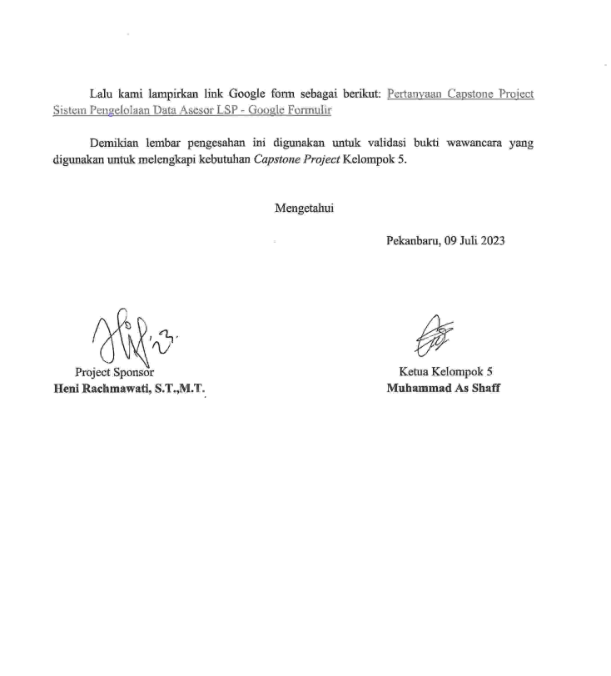 Lalu kami lampirkan link Google form sebagai berikut: Pertanyaan Capstone Project
Sistem Pengelolaan Data Asesor LSP - Google Formulir
Demikian lembar pengesahan ini digunakan untuk validasi bukti wawancara yang
digunakan untuk melengkapi kebutuhan Capstone Project Kelompok 5.
Mengetahui
Pekanbaru, 09 Juli 2023
Project Sponsor
Ketua Kelompok 5
Heni Rachmawati, S.T.,M.T.
Muhammad As Shaff